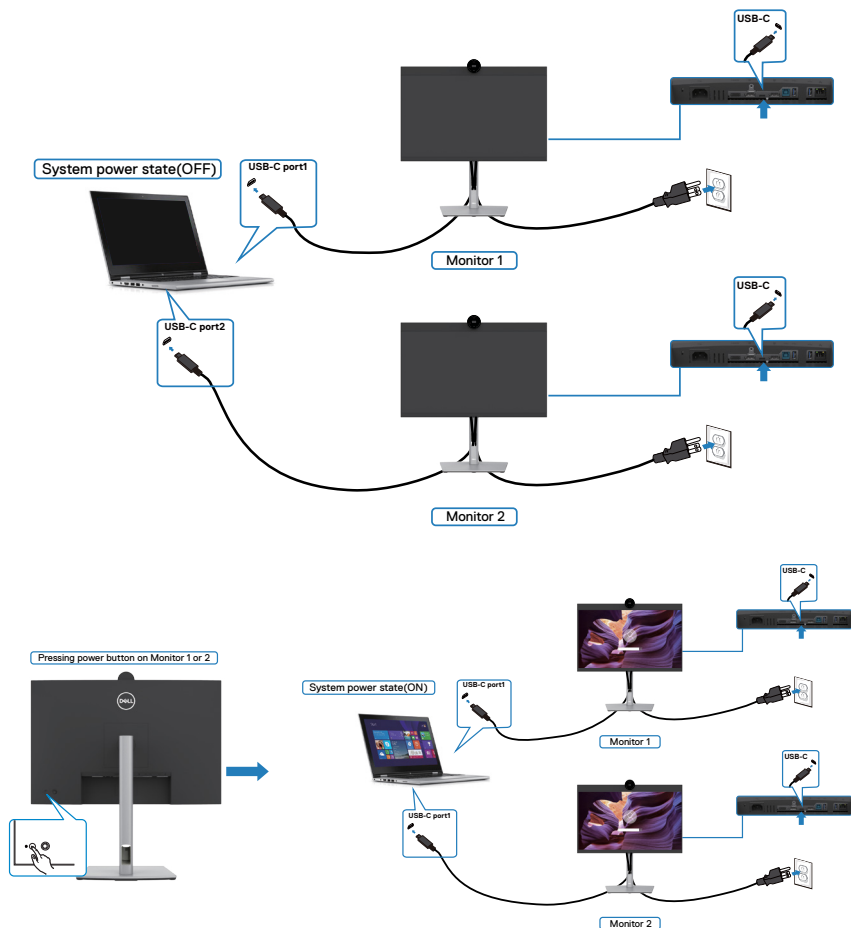 USB-C
System power state(OFF)
USB-C port1
Monitor 1
USB-C
USB-C port2
Monitor 2
Pressing power button on Monitor 1 or 2
DELL
System power state(ON)
USB-C port1
USB-C
Monitor 1
USB-C
USB-C port1
Monitor 2